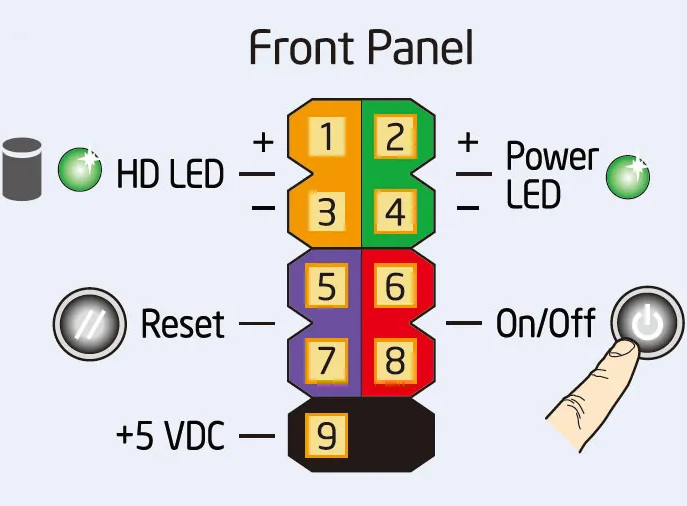 Front Panel
+ 1 2 +
HD LED Power
LED
− 3 4 −
5 6
Reset On/Off
7 8
+5 VDC 9